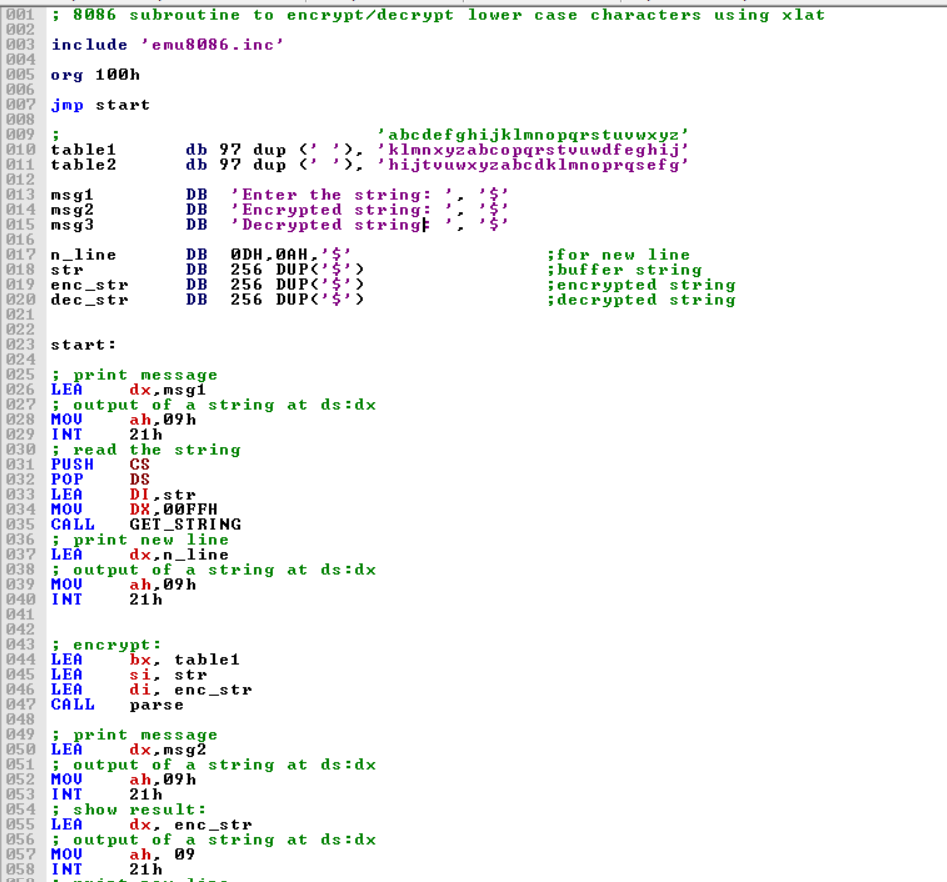 001 ; 8086 subroutine to encrypt/decrypt lower case characters using xlat
002
003 include 'emu8086.inc'
004
005 org 100h
006
007 jmp start
008
009 ;                                'abcdefghijklmnopqrstuvwxyz'
010 table1      db 97 dup (' '), 'klmnxyzabcopqrstvuwdfeghij'
011 table2      db 97 dup (' '), 'hijtvuwxyzabcdklmnoprqsefg'
012
013 msg1        DB  'Enter the string: ', '$'
014 msg2        DB  'Encrypted string: ', '$'
015 msg3        DB  'Decrypted string: ', '$'
016
017 n_line      DB  0DH,0AH,'$'                 ;for new line
018 str         DB  256 DUP('$')                ;buffer string
019 enc_str     DB  256 DUP('$')                ;encrypted string
020 dec_str     DB  256 DUP('$')                ;decrypted string
021
022
023 start:
024
025 ; print message
026 LEA    dx,msg1
027 ; output of a string at ds:dx
028 MOV    ah,09h
029 INT    21h
030 ; read the string
031 PUSH   CS
032 POP    DS
033 LEA    DI,str
034 MOV    DX,00FFH
035 CALL   GET_STRING
036 ; print new line
037 LEA    dx,n_line
038 ; output of a string at ds:dx
039 MOV    ah,09h
040 INT    21h
041
042
043 ; encrypt:
044 LEA    bx, table1
045 LEA    si, str
046 LEA    di, enc_str
047 CALL   parse
048
049 ; print message
050 LEA    dx,msg2
051 ; output of a string at ds:dx
052 MOV    ah,09h
053 INT    21h
054 ; show result:
055 LEA    dx, enc_str
056 ; output of a string at ds:dx
057 MOV    ah, 09
058 INT    21h